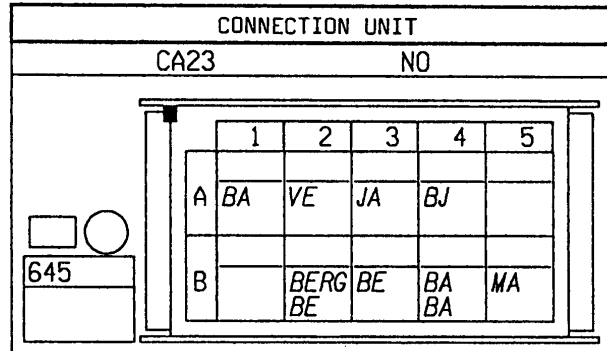 CONNECTION UNIT
CA23 NO
1 2 3 4 5
A BA VE JA BJ
645
B BERG BE BA MA
BE BA